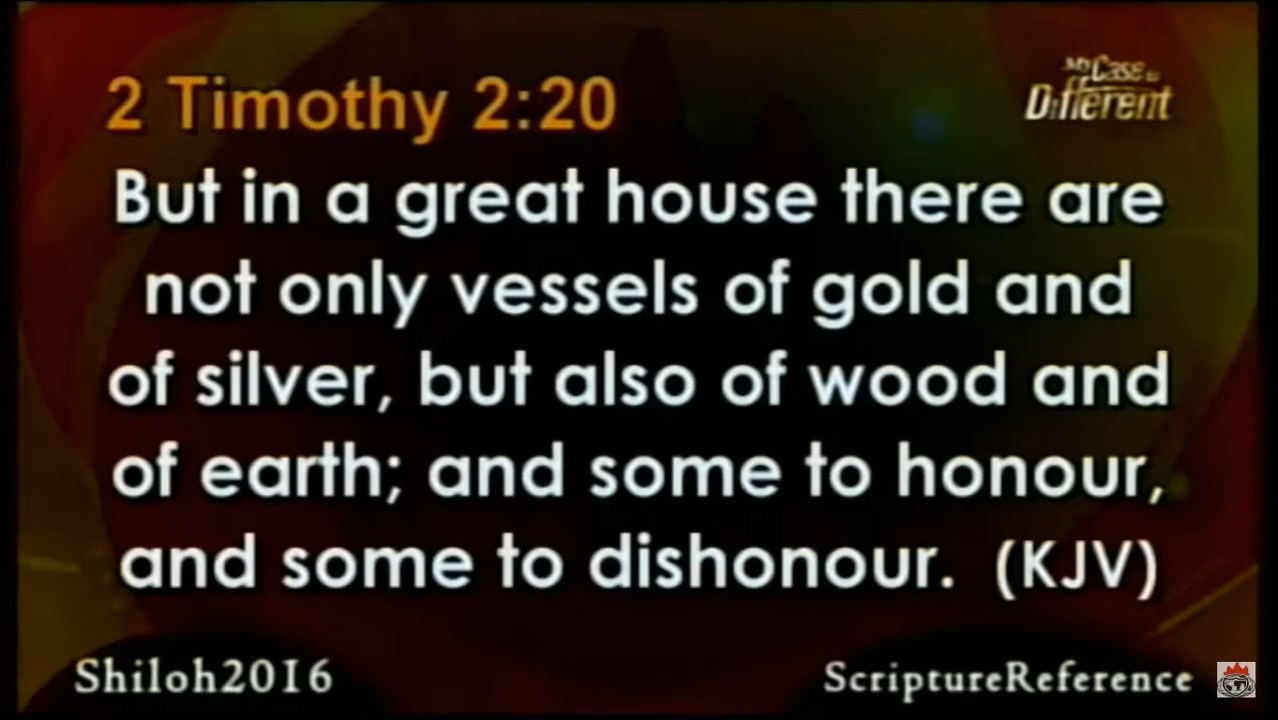 2 Timothy 2:20
My Case is
Different
But in a great house there are
not only vessels of gold and
of silver, but also of wood and
of earth; and some to honour,
and some to dishonour. (KJV)
Shiloh2016
ScriptureReference